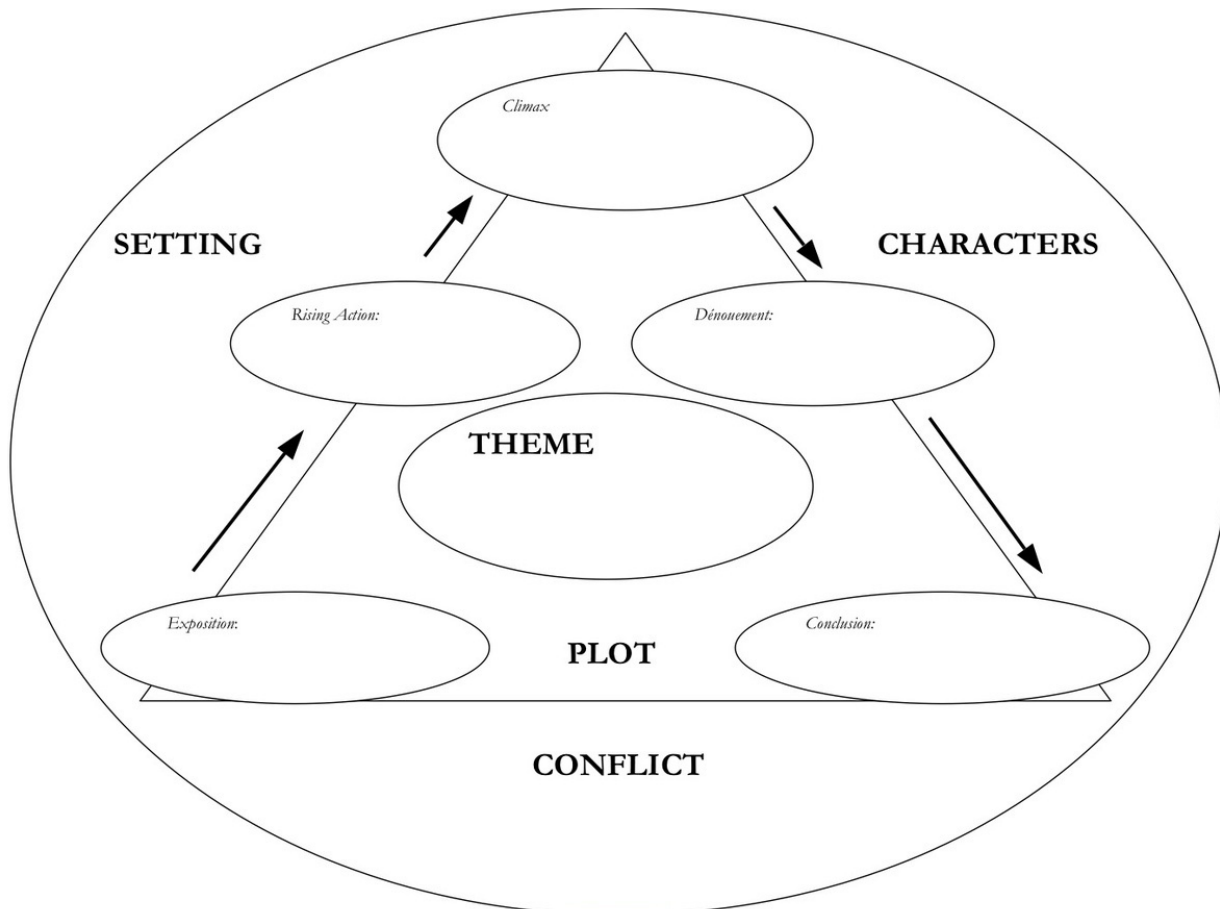 Climax
SETTING
CHARACTERS
Rising Action:
Dénouement:
THEME
Exposition:
Conclusion:
PLOT
CONFLICT